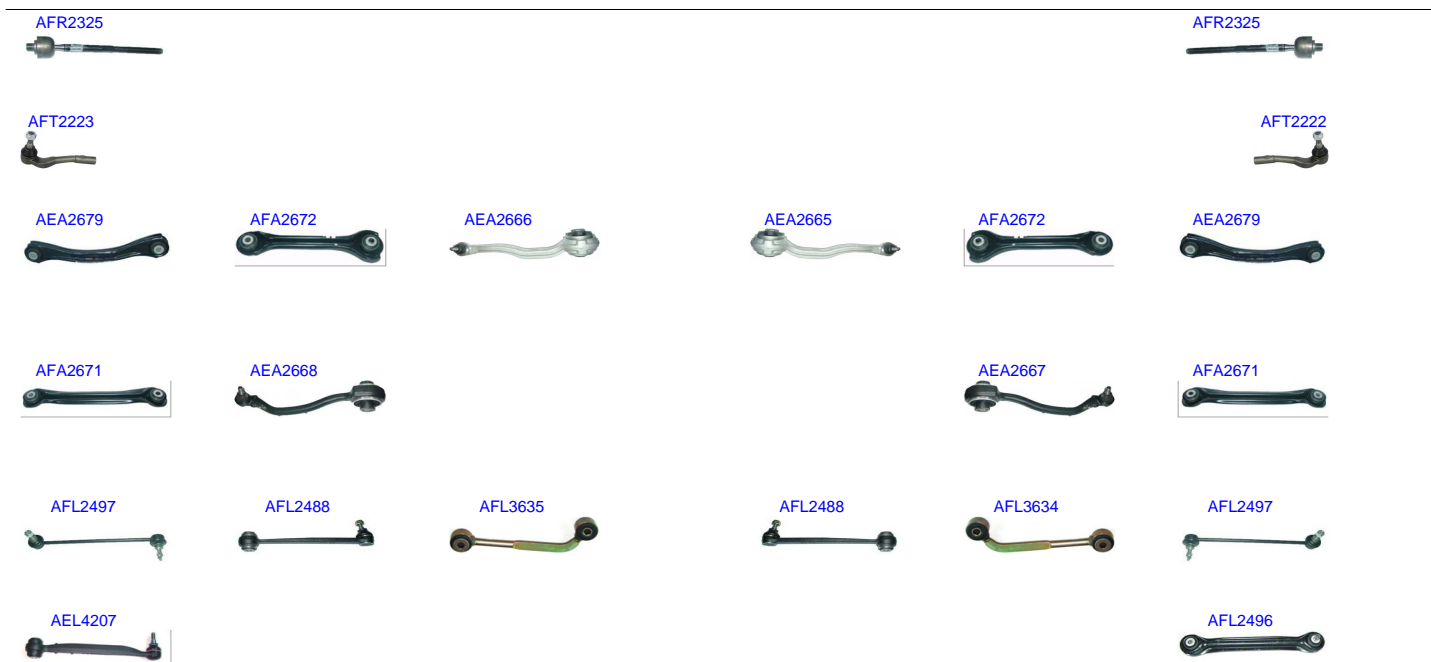 AFR2325 AFR2325
AFT2223 AFT2222
AEA2679 AFA2672 AEA2666 AEA2665 AFA2672 AEA2679
AFA2671 AEA2668 AEA2667 AFA2671
AFL2497 AFL2488 AFL3635 AFL2488 AFL3634 AFL2497
AEL4207 AFL2496